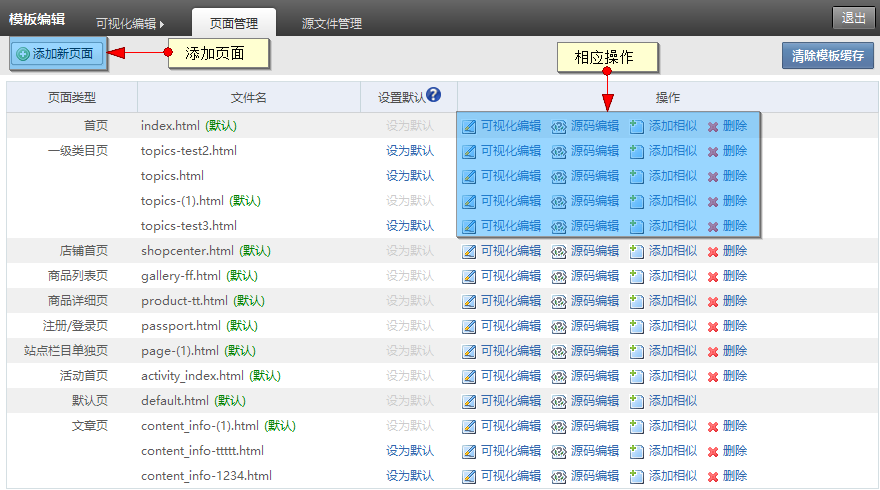 模板编辑 可视化编辑 页面管理 源文件管理 退出
添加新页面 添加页面 相应操作 清除模板缓存
页面类型 文件名 设置默认 ? 操作
首页 index.html (默认) 设为默认 可视化编辑 源码编辑 添加相似 删除
一级类目页 topics-test2.html 设为默认 可视化编辑 源码编辑 添加相似 删除
topics.html 设为默认 可视化编辑 源码编辑 添加相似 删除
topics-(1).html (默认) 设为默认 可视化编辑 源码编辑 添加相似 删除
topics-test3.html 设为默认 可视化编辑 源码编辑 添加相似 删除
店铺首页 shopcenter.html (默认) 设为默认 可视化编辑 源码编辑 添加相似 删除
商品列表页 gallery-ff.html (默认) 设为默认 可视化编辑 源码编辑 添加相似 删除
商品详细页 product-tt.html (默认) 设为默认 可视化编辑 源码编辑 添加相似 删除
注册/登录页 passport.html (默认) 设为默认 可视化编辑 源码编辑 添加相似 删除
站点栏目单独页 page-(1).html (默认) 设为默认 可视化编辑 源码编辑 添加相似 删除
活动首页 activity_index.html (默认) 设为默认 可视化编辑 源码编辑 添加相似 删除
默认页 default.html (默认) 设为默认 可视化编辑 源码编辑 添加相似
文章页 content_info-(1).html (默认) 设为默认 可视化编辑 源码编辑 添加相似 删除
content_info-ttttt.html 设为默认 可视化编辑 源码编辑 添加相似 删除
content_info-1234.html 设为默认 可视化编辑 源码编辑 添加相似 删除